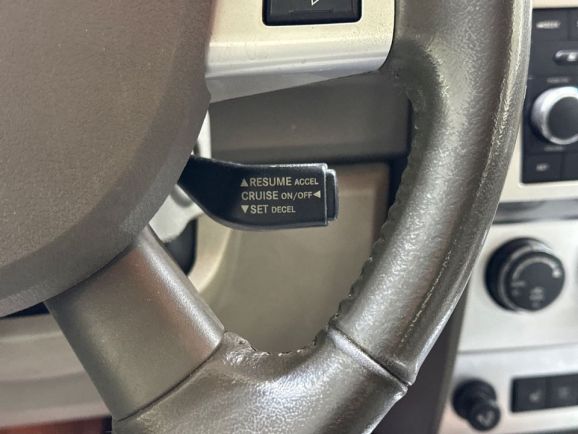 ▲RESUME ACCEL
CRUISE ON/OFF◀
▼SET DECEL